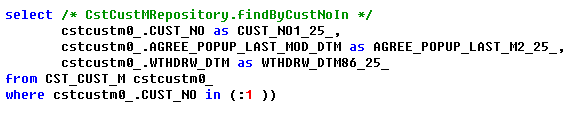 select /* CstCustMRepository.findByCustNoIn */
cstcustm0_.CUST_NO as CUST_NO1_25_,
cstcustm0_.AGREE_POPUP_LAST_MOD_DTM as AGREE_POPUP_LAST_M2_25_,
cstcustm0_.WTHDRW_DTM as WTHDRW_DTM86_25_
from CST_CUST_M cstcustm0_
where cstcustm0_.CUST_NO in (:1 ))